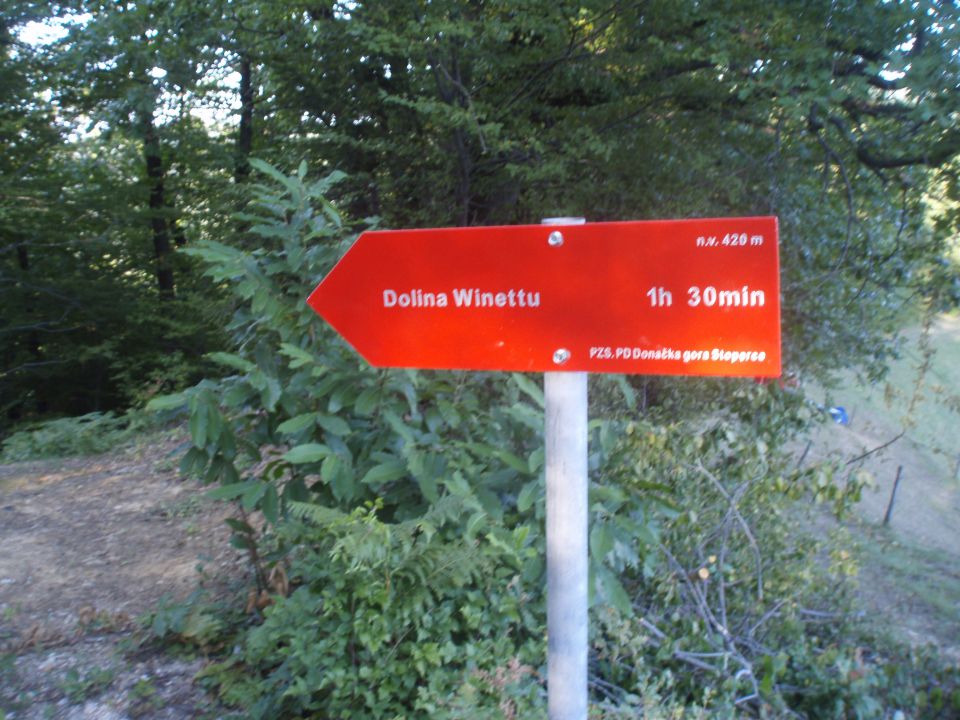 n.v. 420 m
Dolina Winettu 1h 30min
PZS, PD Donačka gora Stoperce